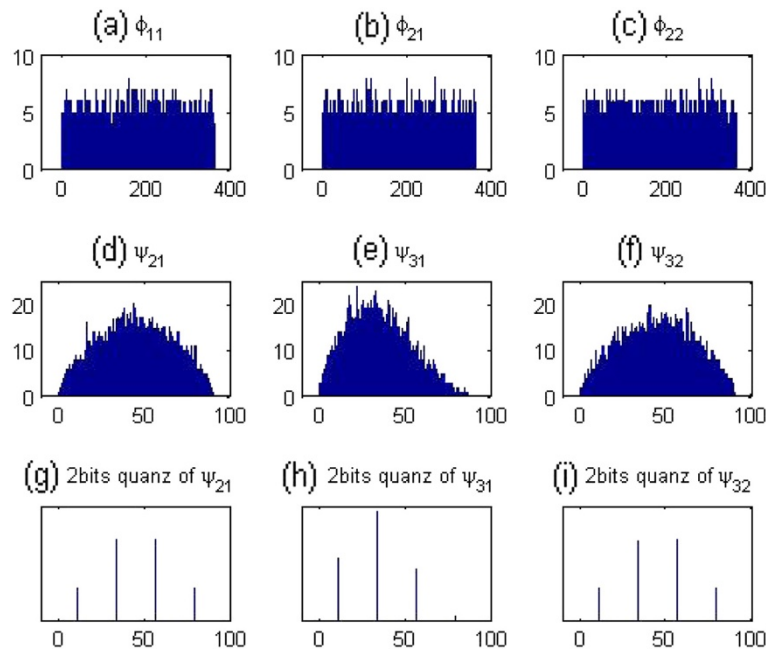 (a) ϕ₁₁
(b) ϕ₂₁
(c) ϕ₂₂
10
5
0
0 200 400
10
5
0
0 200 400
10
5
0
0 200 400
(d) ψ₂₁
(e) ψ₃₁
(f) ψ₃₂
20
10
0
0 50 100
20
10
0
0 50 100
20
10
0
0 50 100
(g) 2bits quanz of ψ₂₁
(h) 2bits quanz of ψ₃₁
(i) 2bits quanz of ψ₃₂
0 50 100
0 50 100
0 50 100